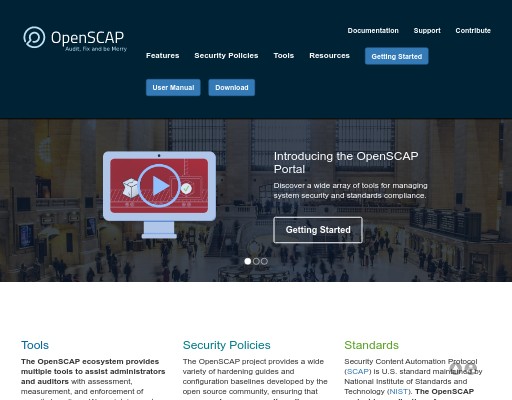 Documentation Support Contribute
OpenSCAP
Audit, Fix and be Merry
Features Security Policies Tools Resources Getting Started
User Manual Download
Introducing the OpenSCAP
Portal
Discover a wide array of tools for managing
system security and standards compliance.
Getting Started
Tools
The OpenSCAP ecosystem provides
multiple tools to assist administrators
and auditors with assessment,
measurement, and enforcement of
Security Policies
The OpenSCAP project provides a wide
variety of hardening guides and
configuration baselines developed by the
open source community, ensuring that
Standards
Security Content Automation Protocol
(SCAP) is U.S. standard maintained by
National Institute of Standards and
Technology (NIST). The OpenSCAP